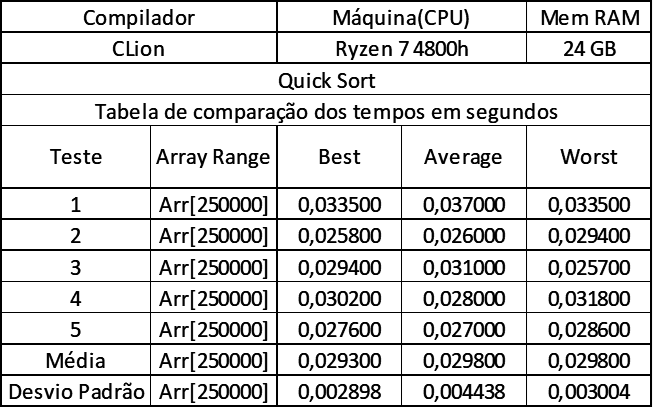 Compilador Máquina(CPU) Mem RAM
CLion Ryzen 7 4800h 24 GB
Quick Sort
Tabela de comparação dos tempos em segundos
Teste Array Range Best Average Worst
1 Arr[250000] 0,033500 0,037000 0,033500
2 Arr[250000] 0,025800 0,026000 0,029400
3 Arr[250000] 0,029400 0,031000 0,025700
4 Arr[250000] 0,030200 0,028000 0,031800
5 Arr[250000] 0,027600 0,027000 0,028600
Média Arr[250000] 0,029300 0,029800 0,029800
Desvio Padrão Arr[250000] 0,002898 0,004438 0,003004